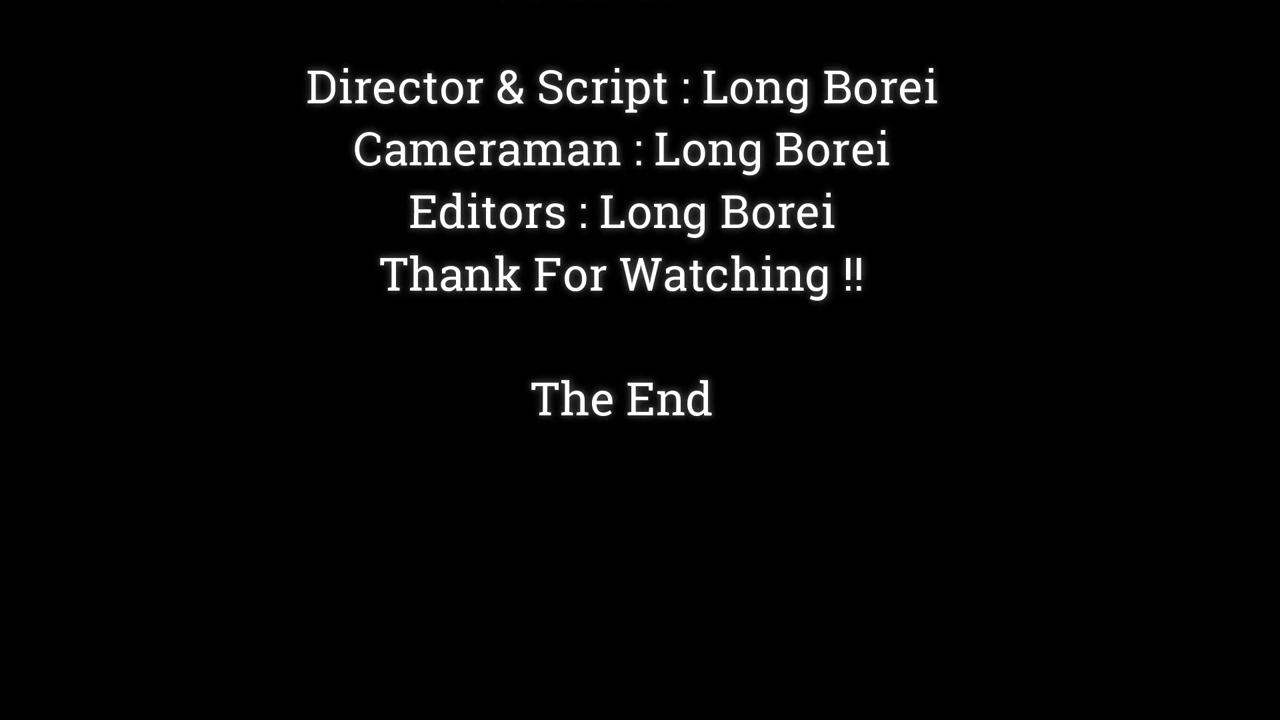 Director & Script : Long Borei
Cameraman : Long Borei
Editors : Long Borei
Thank For Watching !!
The End